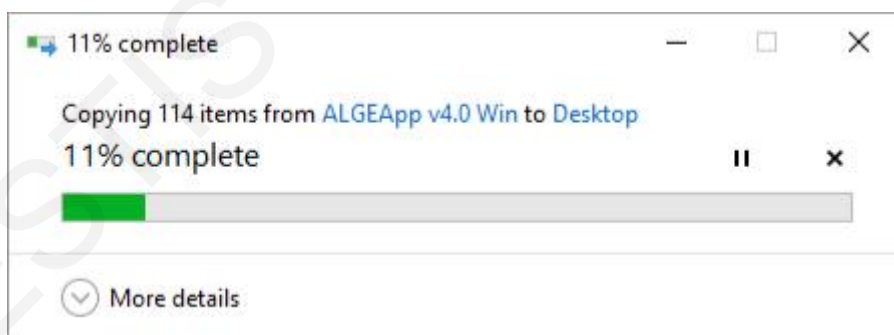 11% complete
Copying 114 items from ALGEApp v4.0 Win to Desktop
11% complete
More details